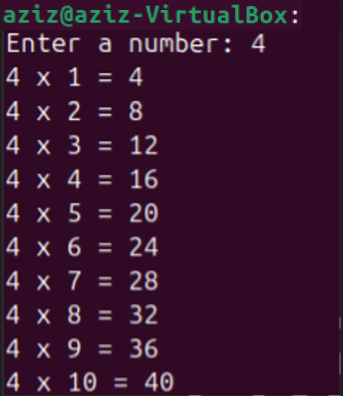 aziz@aziz-VirtualBox:
Enter a number: 4
4 x 1 = 4
4 x 2 = 8
4 x 3 = 12
4 x 4 = 16
4 x 5 = 20
4 x 6 = 24
4 x 7 = 28
4 x 8 = 32
4 x 9 = 36
4 x 10 = 40